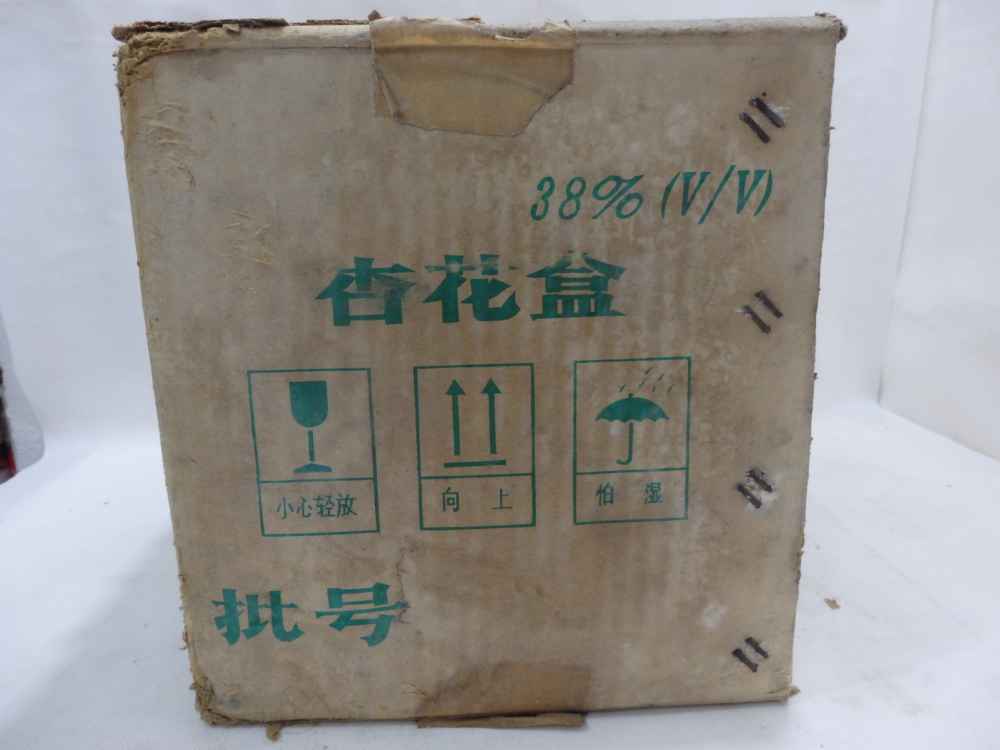 38% (V/V)
杏花盒
小心轻放
向上
怕湿
批号